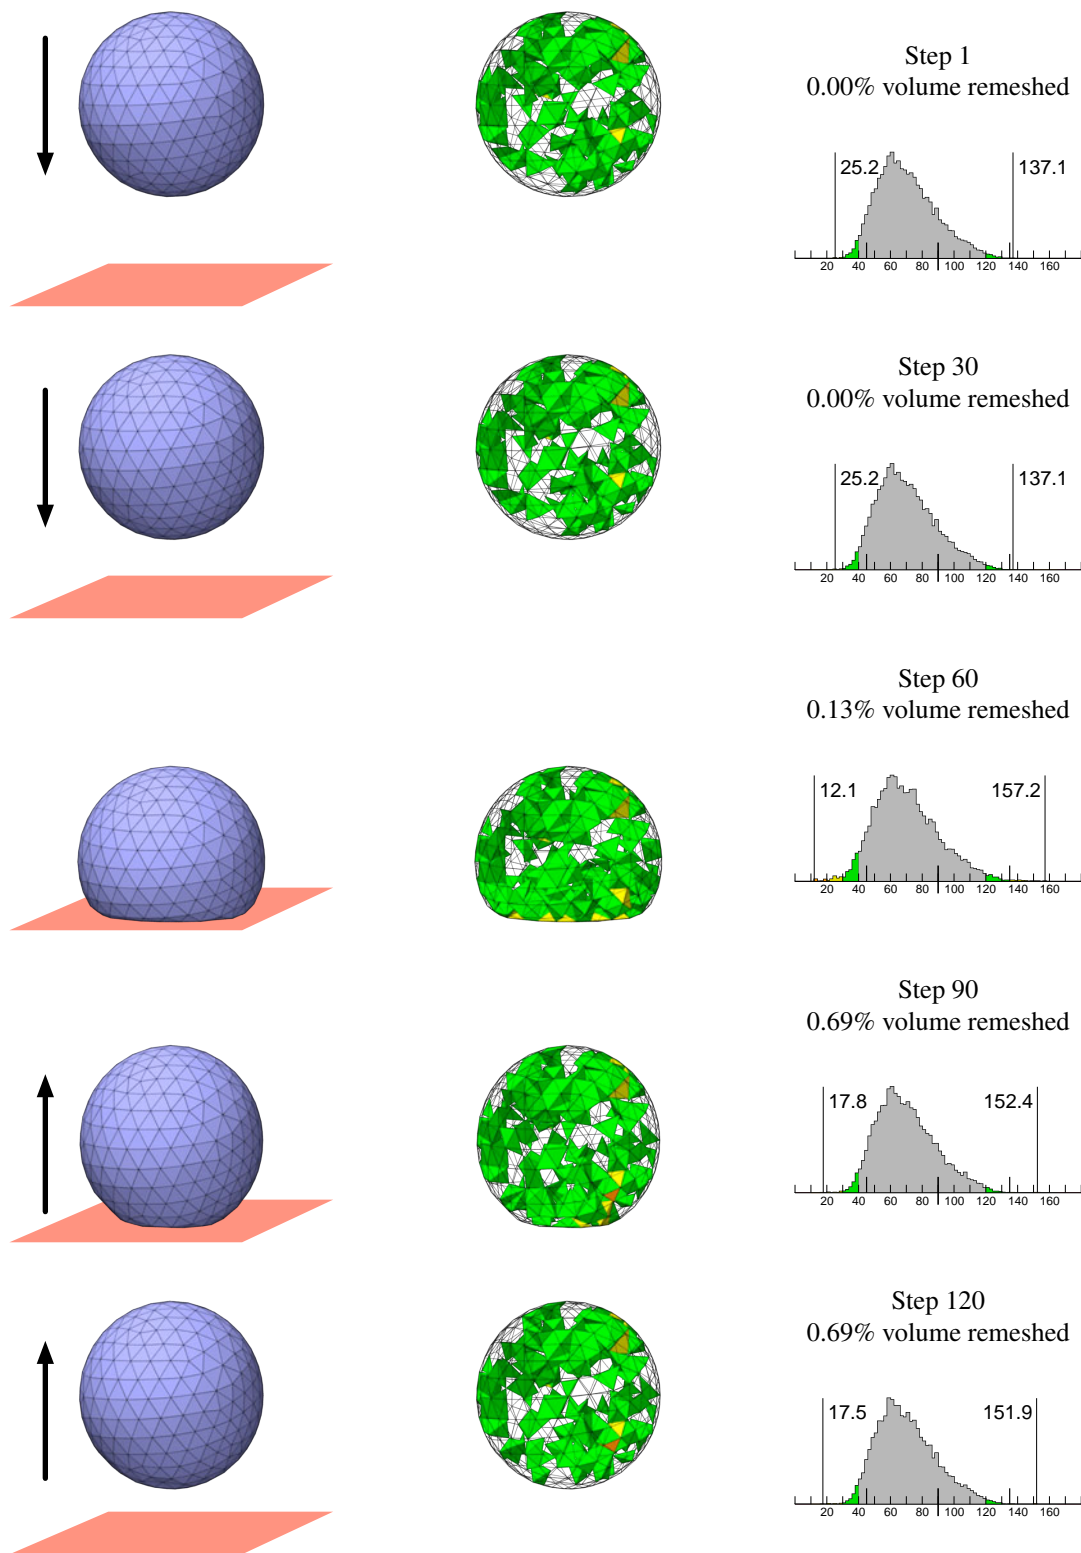 Step 1
0.00% volume remeshed
25.2 137.1
20 40 60 80 100 120 140 160
Step 30
0.00% volume remeshed
25.2 137.1
20 40 60 80 100 120 140 160
Step 60
0.13% volume remeshed
12.1 157.2
20 40 60 80 100 120 140 160
Step 90
0.69% volume remeshed
17.8 152.4
20 40 60 80 100 120 140 160
Step 120
0.69% volume remeshed
17.5 151.9
20 40 60 80 100 120 140 160